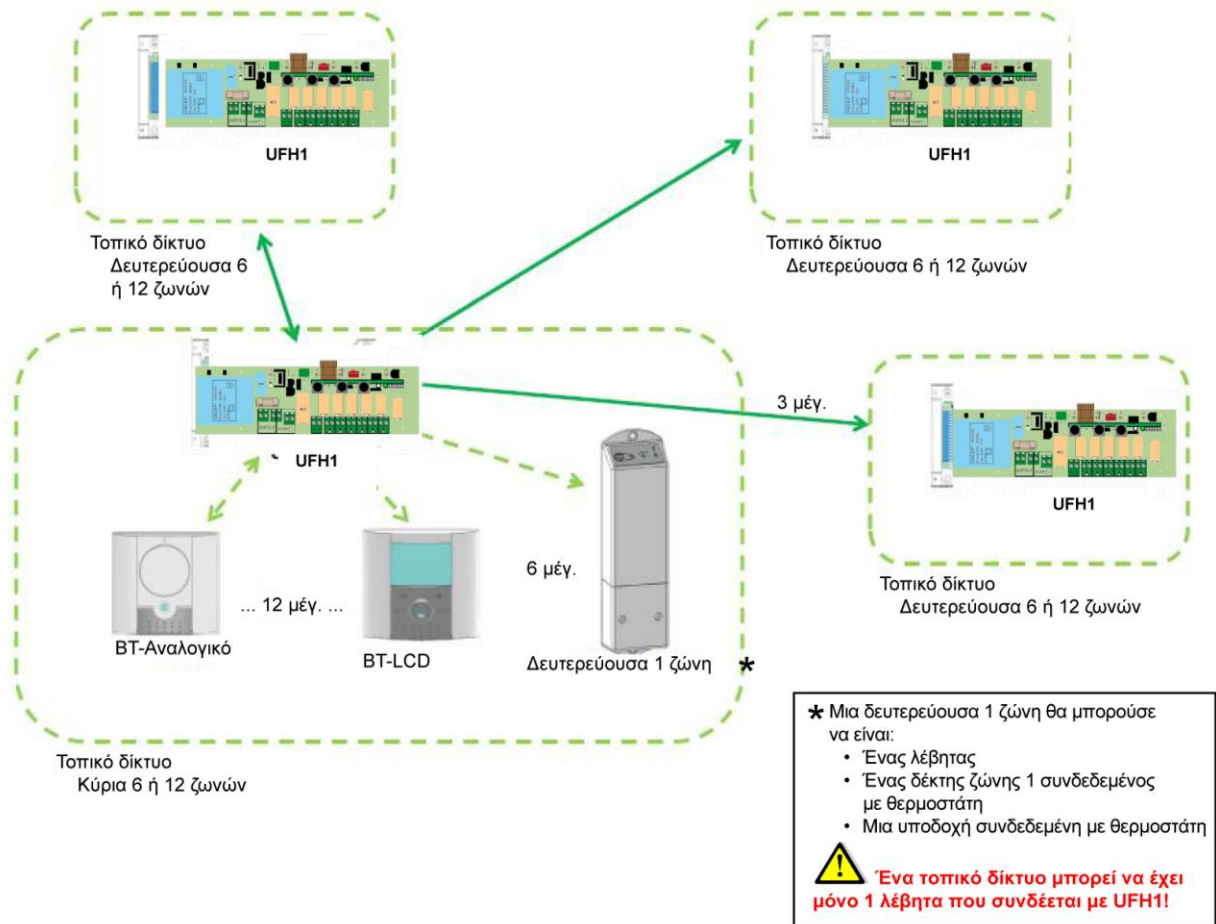 UFH1
UFH1
Τοπικό δίκτυο
Δευτερεύουσα 6
ή 12 ζωνών
Τοπικό δίκτυο
Δευτερεύουσα 6 ή 12 ζωνών
UFH1
3 μέγ.
UFH1
BT-Αναλογικό
... 12 μέγ. ...
BT-LCD
6 μέγ.
Δευτερεύουσα 1 ζώνη *
Τοπικό δίκτυο
Δευτερεύουσα 6 ή 12 ζωνών
Τοπικό δίκτυο
Κύρια 6 ή 12 ζωνών
* Μια δευτερεύουσα 1 ζώνη θα μπορούσε
να είναι:
• Ένας λέβητας
• Ένας δέκτης ζώνης 1 συνδεδεμένος
με θερμοστάτη
• Μια υποδοχή συνδεδεμένη με θερμοστάτη
Ένα τοπικό δίκτυο μπορεί να έχει
μόνο 1 λέβητα που συνδέεται με UFH1!